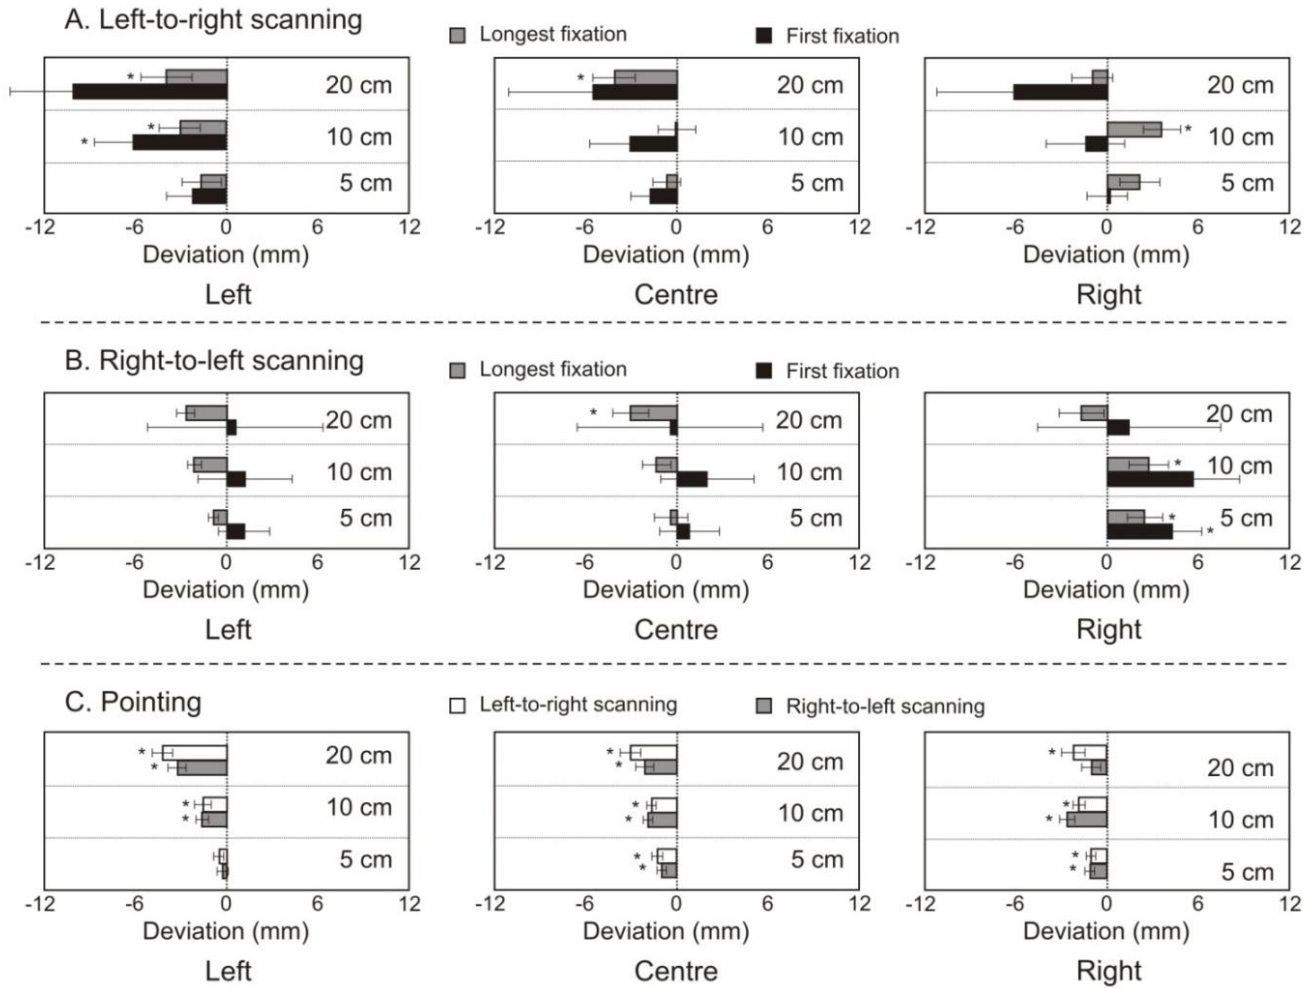 A. Left-to-right scanning
Longest fixation First fixation
* 20 cm * 20 cm 20 cm
* * 10 cm 10 cm * 10 cm
5 cm 5 cm 5 cm
-12 -6 0 6 12 -12 -6 0 6 12 -12 -6 0 6 12
Deviation (mm) Deviation (mm) Deviation (mm)
Left Centre Right
B. Right-to-left scanning
Longest fixation First fixation
20 cm * 20 cm 20 cm
10 cm 10 cm * 10 cm
5 cm 5 cm * * 5 cm
-12 -6 0 6 12 -12 -6 0 6 12 -12 -6 0 6 12
Deviation (mm) Deviation (mm) Deviation (mm)
Left Centre Right
C. Pointing
Left-to-right scanning Right-to-left scanning
* * 20 cm * * 20 cm * 20 cm
* * 10 cm * * 10 cm * * 10 cm
5 cm * * 5 cm * * 5 cm
-12 -6 0 6 12 -12 -6 0 6 12 -12 -6 0 6 12
Deviation (mm) Deviation (mm) Deviation (mm)
Left Centre Right